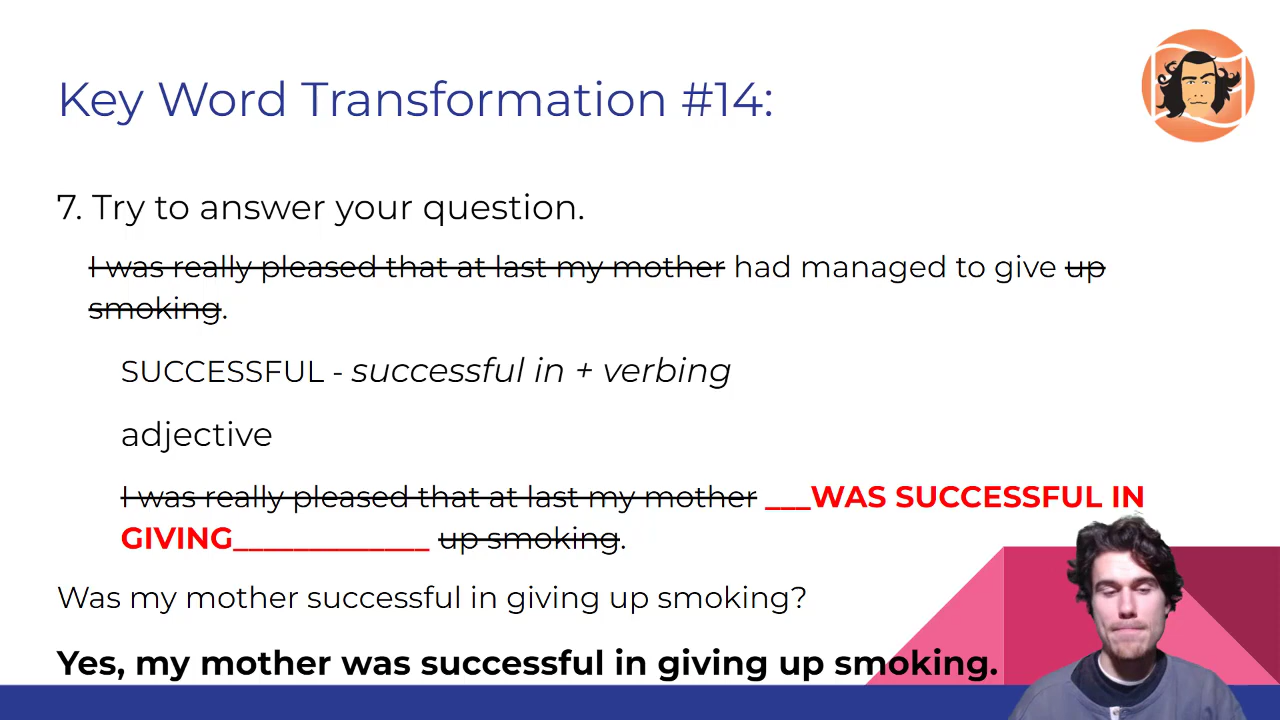 Key Word Transformation #14:
7. Try to answer your question.
I was really pleased that at last my mother had managed to give up
smoking.
SUCCESSFUL - successful in + verbing
adjective
I was really pleased that at last my mother ___WAS SUCCESSFUL IN
GIVING______________ up smoking.
Was my mother successful in giving up smoking?
Yes, my mother was successful in giving up smoking.